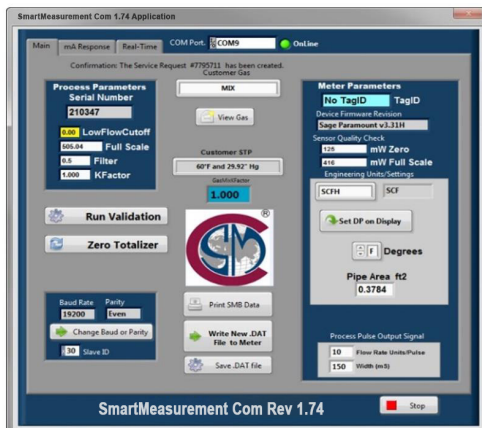 SmartMeasurement Com 1.74 Application
Main
mA Response
Real-Time
COM Port.
COM9
OnLine
Confirmation: The Service Request #7795711 has been created.
Customer Gas
MIX
View Gas
Customer STP
60°F and 29.92" Hg
GasMixFactor
1.000
Process Parameters
Serial Number
210347
0.00 LowFlowCutoff
505.04 Full Scale
0.5 Filter
1.000 KFactor
Run Validation
Zero Totalizer
Baud Rate Parity
19200 Even
Change Baud or Parity
30 Slave ID
®
Print SMB Data
Write New .DAT
File to Meter
Save .DAT file
Meter Parameters
No TagID TagID
Device Firmware Revision
Sage Paramount v3.31H
Sensor Quality Check
125 mW Zero
416 mW Full Scale
Engineering Units/Settings
SCFH SCF
Set DP on Display
F Degrees
Pipe Area ft2
0.3784
Process Pulse Output Signal
10 Flow Rate Units/Pulse
150 Width (mS)
SmartMeasurement Com Rev 1.74
Stop